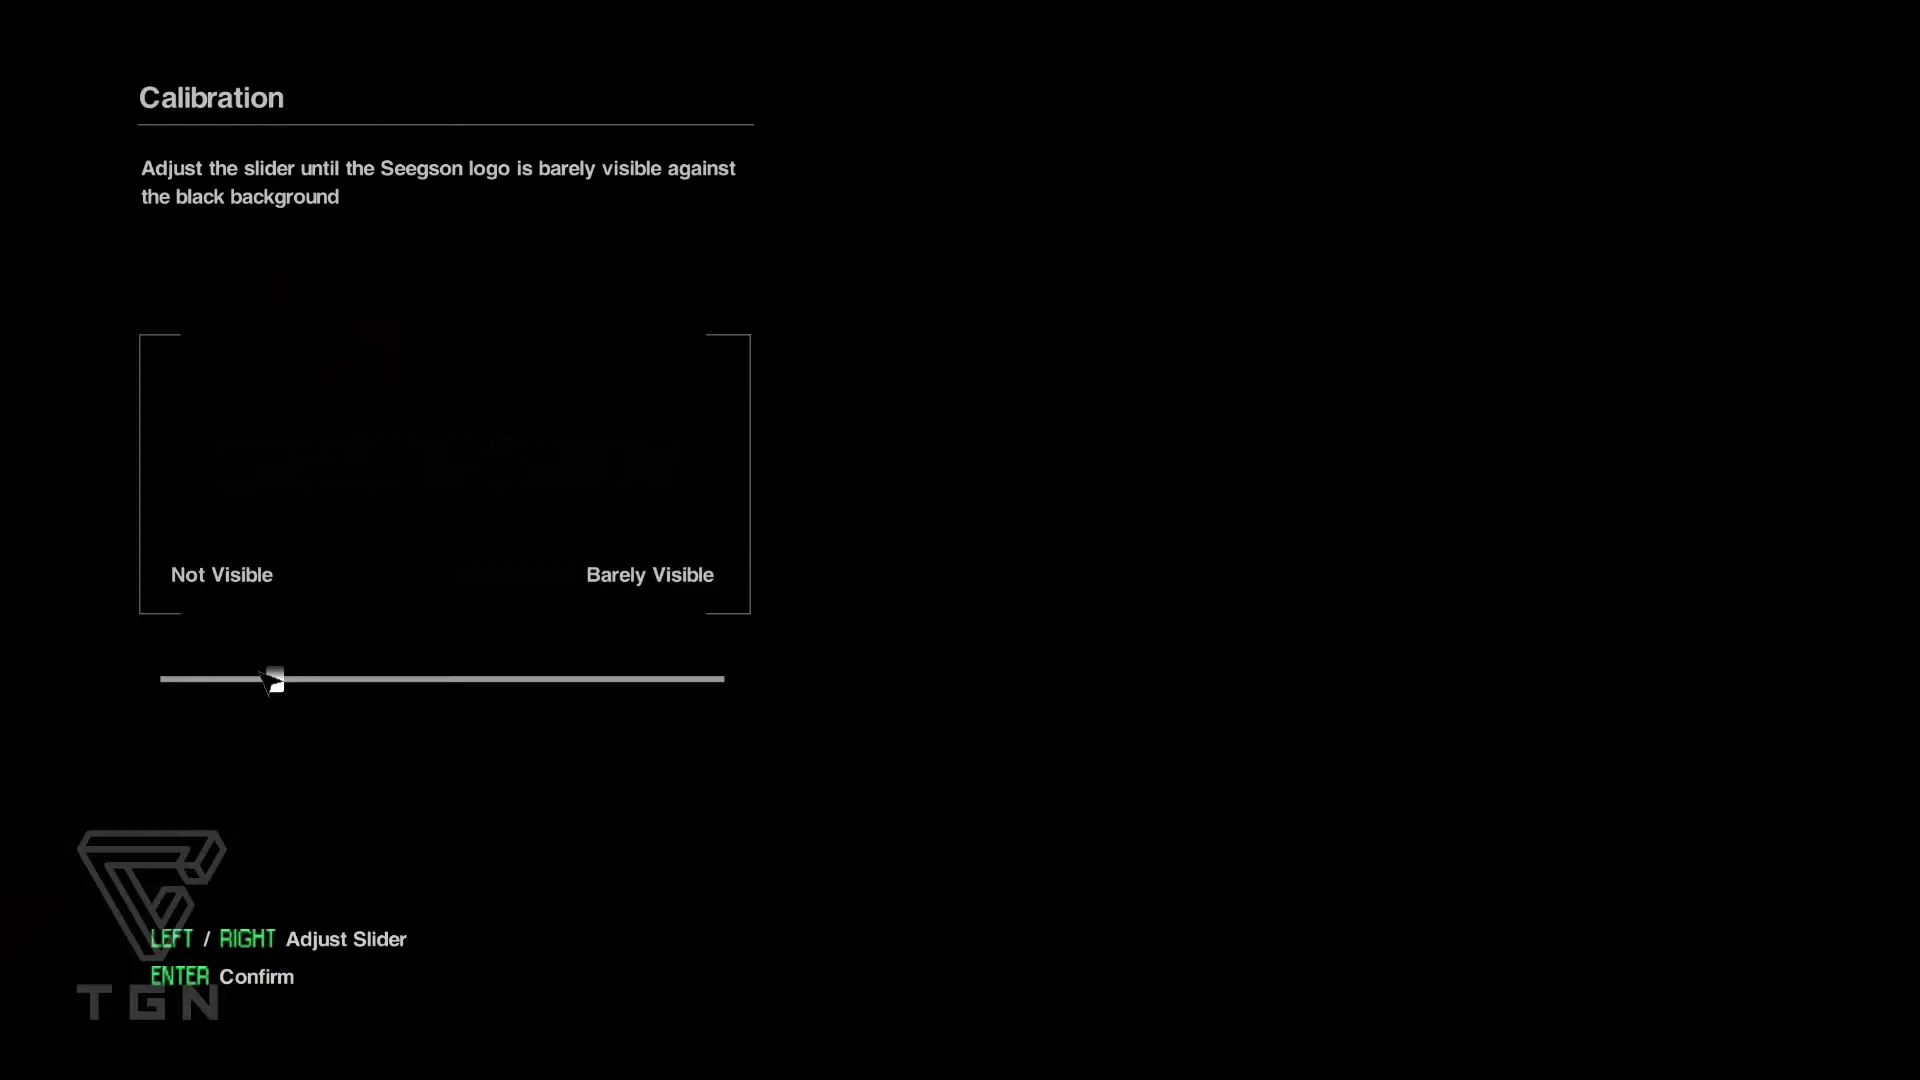 Calibration
Adjust the slider until the Seegson logo is barely visible against
the black background
Not Visible
Barely Visible
LEFT / RIGHT Adjust Slider
ENTER Confirm
TGN